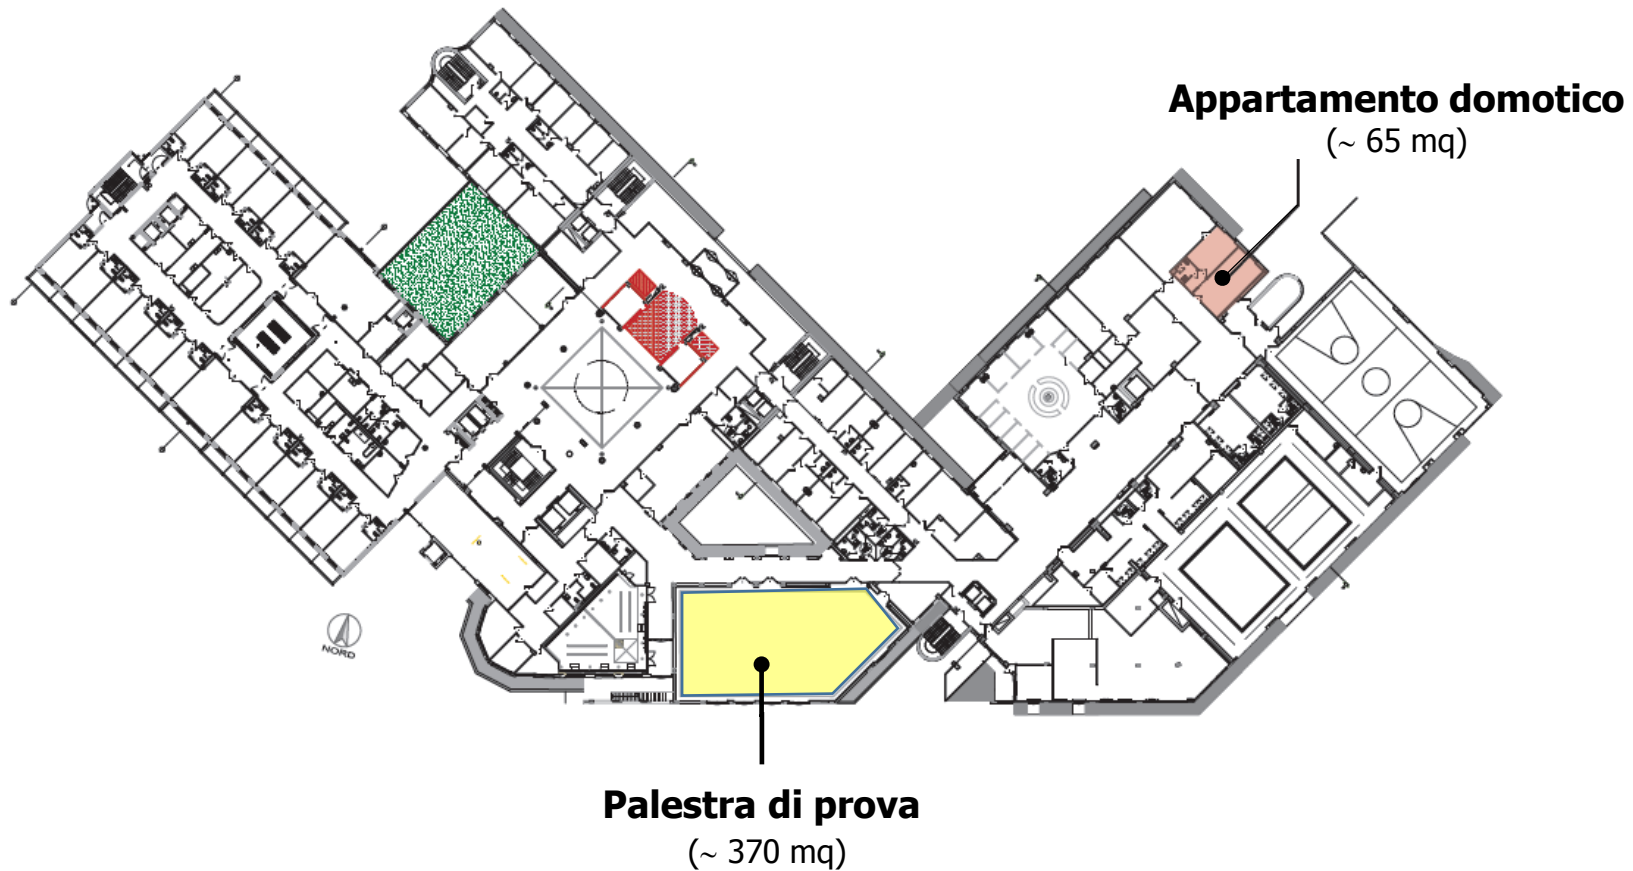 Appartamento domotico
(~ 65 mq)
NORD
Palestra di prova
(~ 370 mq)